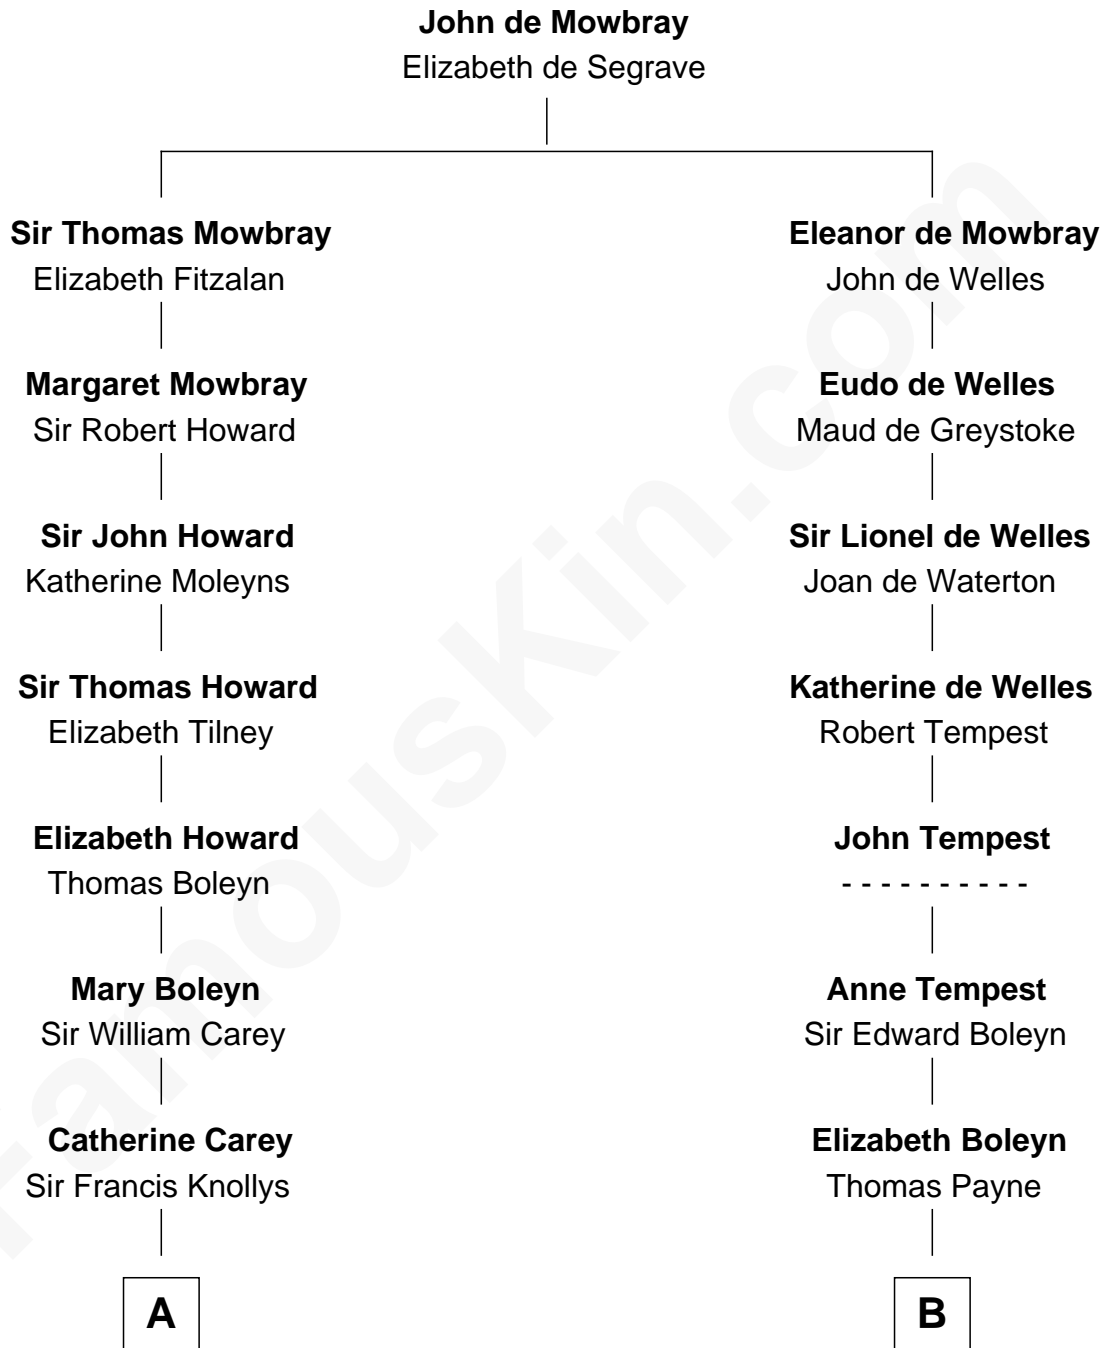 John de Mowbray
Elizabeth de Segrave
Sir Thomas Mowbray
Elizabeth Fitzalan
Margaret Mowbray
Sir Robert Howard
Sir John Howard
Katherine Moleyns
Sir Thomas Howard
Elizabeth Tilney
Elizabeth Howard
Thomas Boleyn
Mary Boleyn
Sir William Carey
Catherine Carey
Sir Francis Knollys
A
Eleanor de Mowbray
John de Welles
Eudo de Welles
Maud de Greystoke
Sir Lionel de Welles
Joan de Waterton
Katherine de Welles
Robert Tempest
John Tempest
- - - - - - - - - -
Anne Tempest
Sir Edward Boleyn
Elizabeth Boleyn
Thomas Payne
B
FamousKin.com